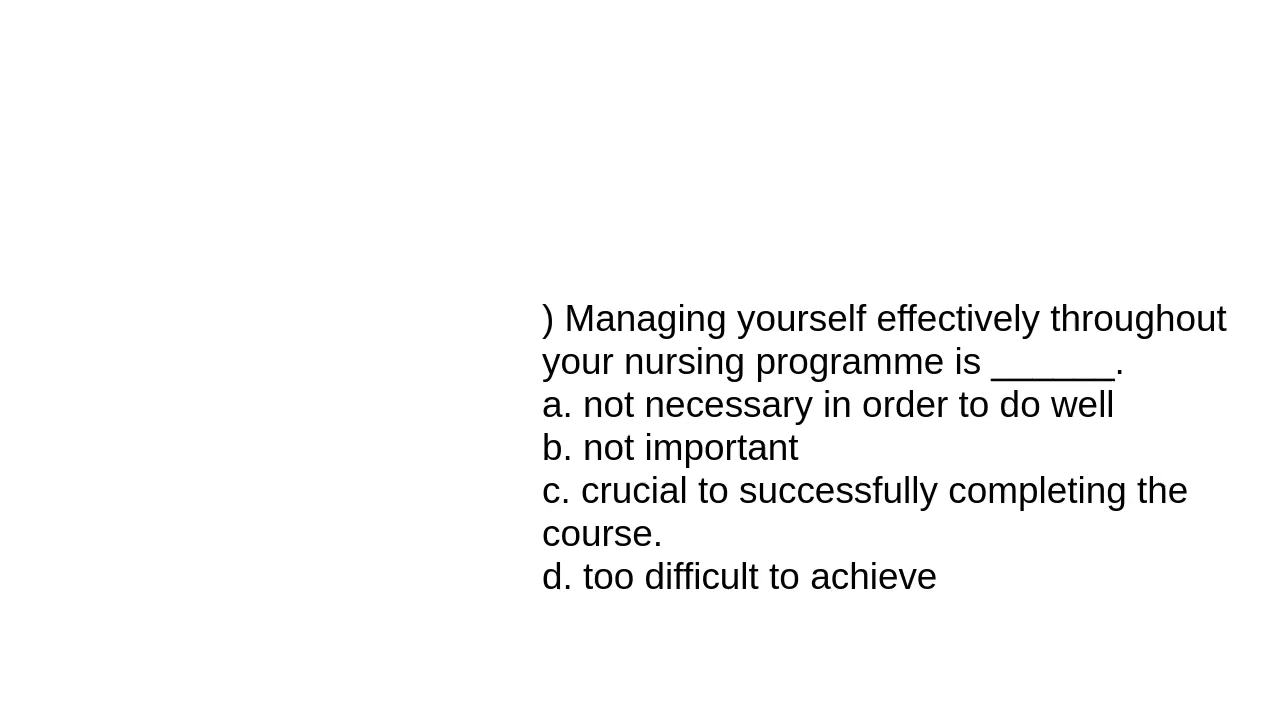 ) Managing yourself effectively throughout
your nursing programme is ______.
a. not necessary in order to do well
b. not important
c. crucial to successfully completing the
course.
d. too difficult to achieve